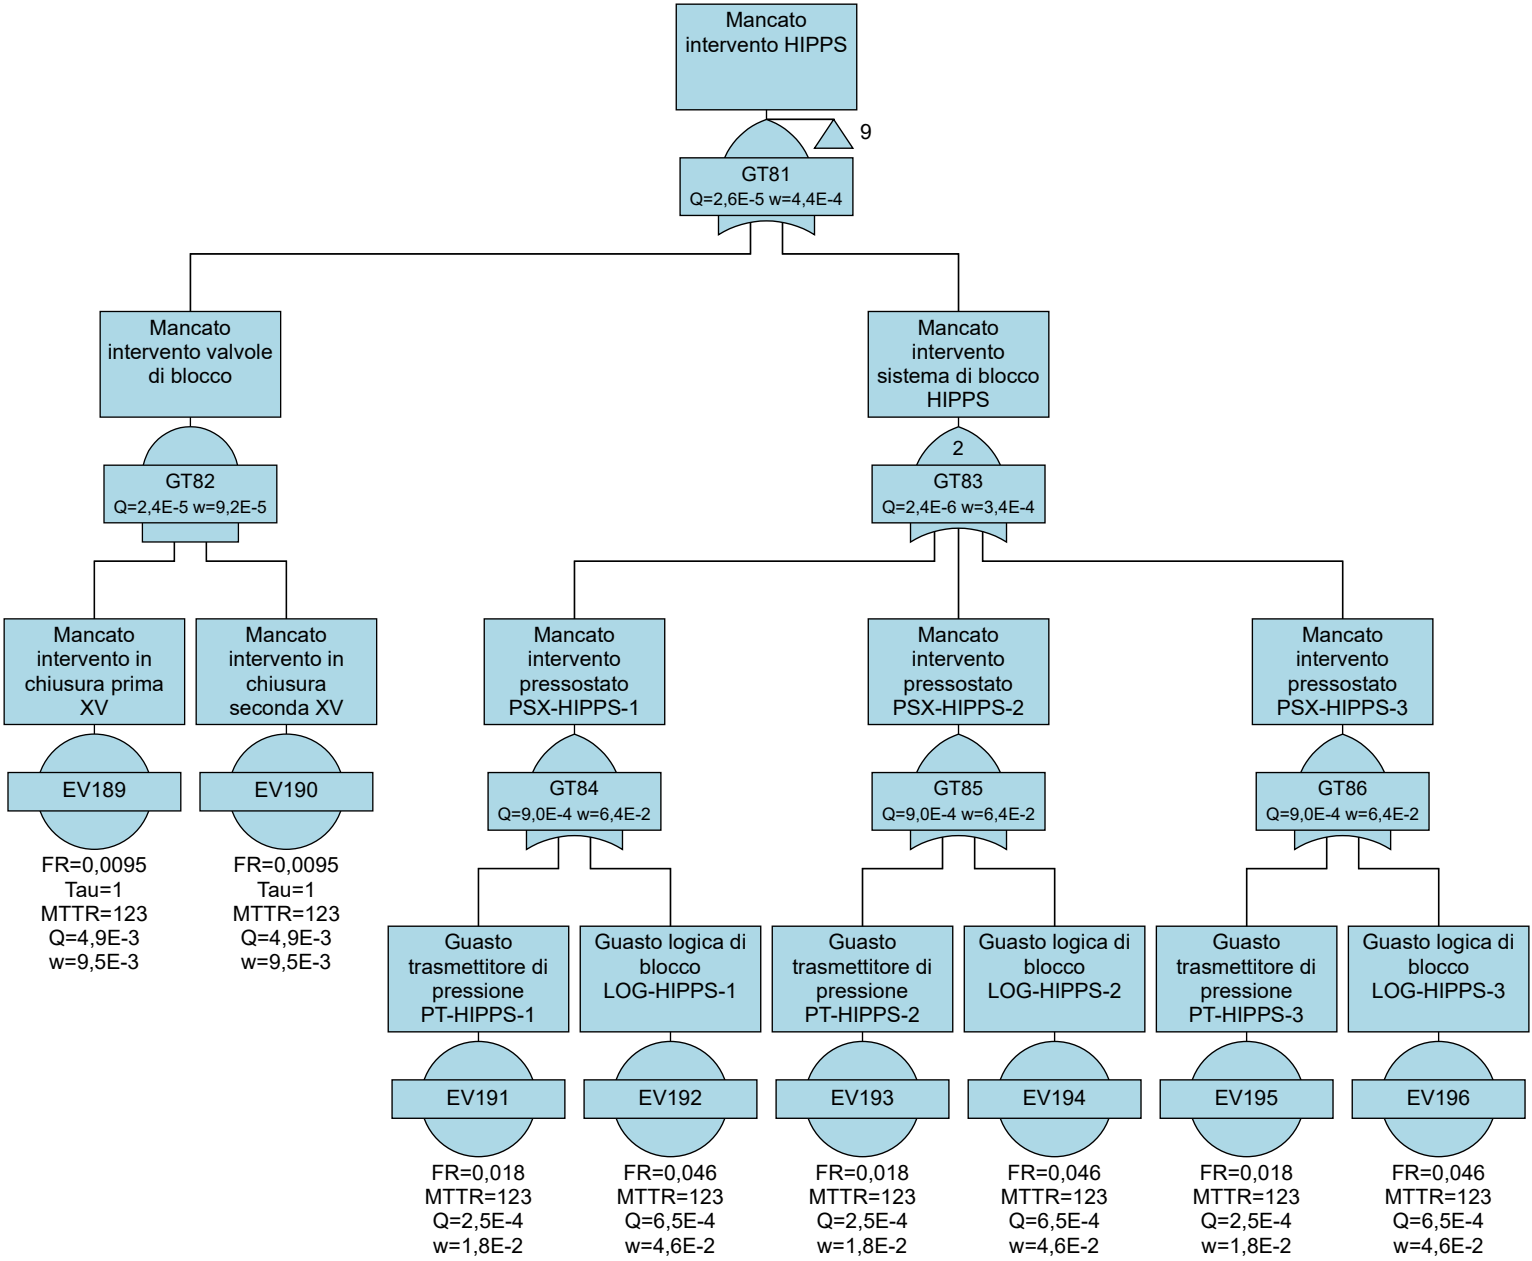 Mancato
intervento HIPPS
9
GT81
Q=2,6E-5 w=4,4E-4
Mancato
intervento valvole
di blocco
GT82
Q=2,4E-5 w=9,2E-5
Mancato
intervento
sistema di blocco
HIPPS
2
GT83
Q=2,4E-6 w=3,4E-4
Mancato
intervento in
chiusura prima
XV
EV189
FR=0,0095
Tau=1
MTTR=123
Q=4,9E-3
w=9,5E-3
Mancato
intervento in
chiusura
seconda XV
EV190
FR=0,0095
Tau=1
MTTR=123
Q=4,9E-3
w=9,5E-3
Mancato
intervento
pressostato
PSX-HIPPS-1
GT84
Q=9,0E-4 w=6,4E-2
Mancato
intervento
pressostato
PSX-HIPPS-2
GT85
Q=9,0E-4 w=6,4E-2
Mancato
intervento
pressostato
PSX-HIPPS-3
GT86
Q=9,0E-4 w=6,4E-2
Guasto
trasmettitore di
pressione
PT-HIPPS-1
EV191
FR=0,018
MTTR=123
Q=2,5E-4
w=1,8E-2
Guasto logica di
blocco
LOG-HIPPS-1
EV192
FR=0,046
MTTR=123
Q=6,5E-4
w=4,6E-2
Guasto
trasmettitore di
pressione
PT-HIPPS-2
EV193
FR=0,018
MTTR=123
Q=2,5E-4
w=1,8E-2
Guasto logica di
blocco
LOG-HIPPS-2
EV194
FR=0,046
MTTR=123
Q=6,5E-4
w=4,6E-2
Guasto
trasmettitore di
pressione
PT-HIPPS-3
EV195
FR=0,018
MTTR=123
Q=2,5E-4
w=1,8E-2
Guasto logica di
blocco
LOG-HIPPS-3
EV196
FR=0,046
MTTR=123
Q=6,5E-4
w=4,6E-2